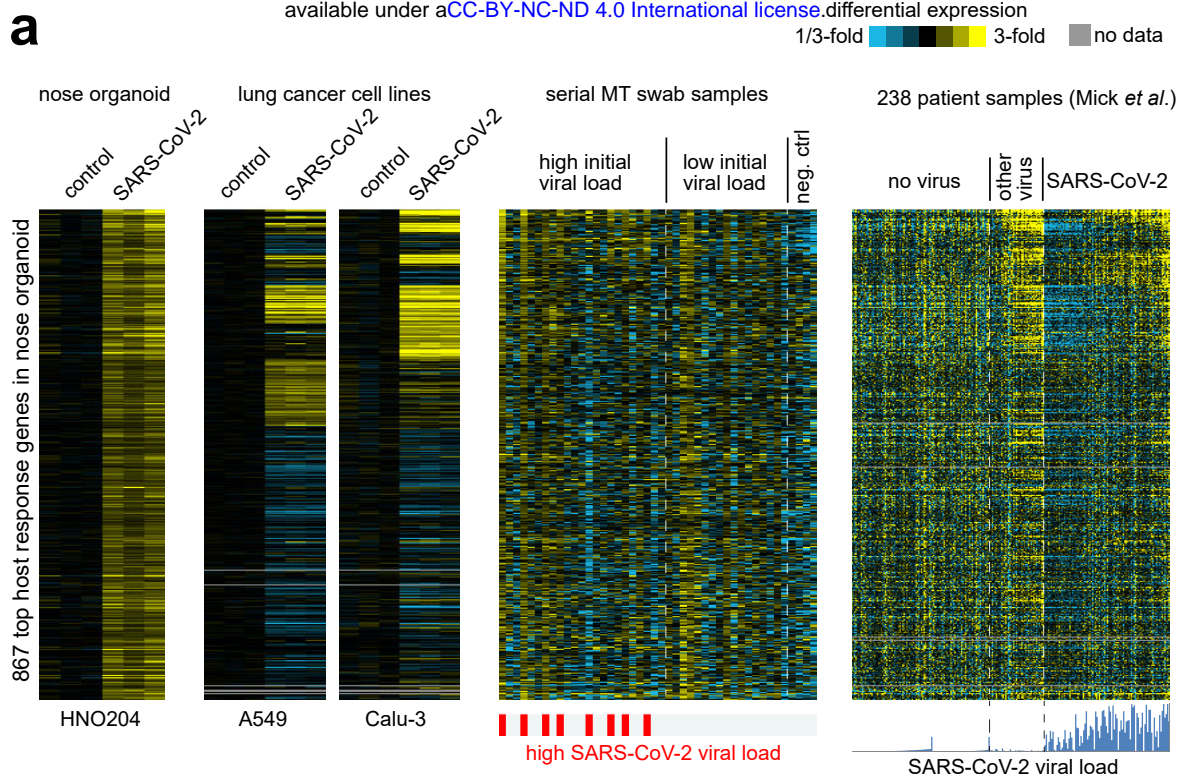 available under aCC-BY-NC-ND 4.0 International license.
differential expression
a
1/3-fold
3-fold
no data
nose organoid
lung cancer cell lines
serial MT swab samples
238 patient samples (Mick et al.)
control
SARS-CoV-2
control
SARS-CoV-2
control
SARS-CoV-2
high initial
viral load
low initial
viral load
neg. ctrl
no virus
other
virus
SARS-CoV-2
867 top host response genes in nose organoid
HNO204
A549
Calu-3
high SARS-CoV-2 viral load
SARS-CoV-2 viral load